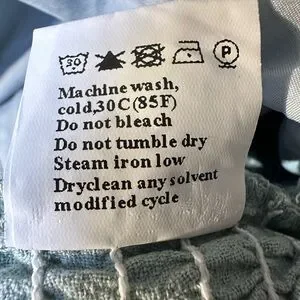 30 P
Machine wash,
cold,30C(85F)
Do not bleach
Do not tumble dry
Steam iron low
Dryclean any solvent
modified cycle